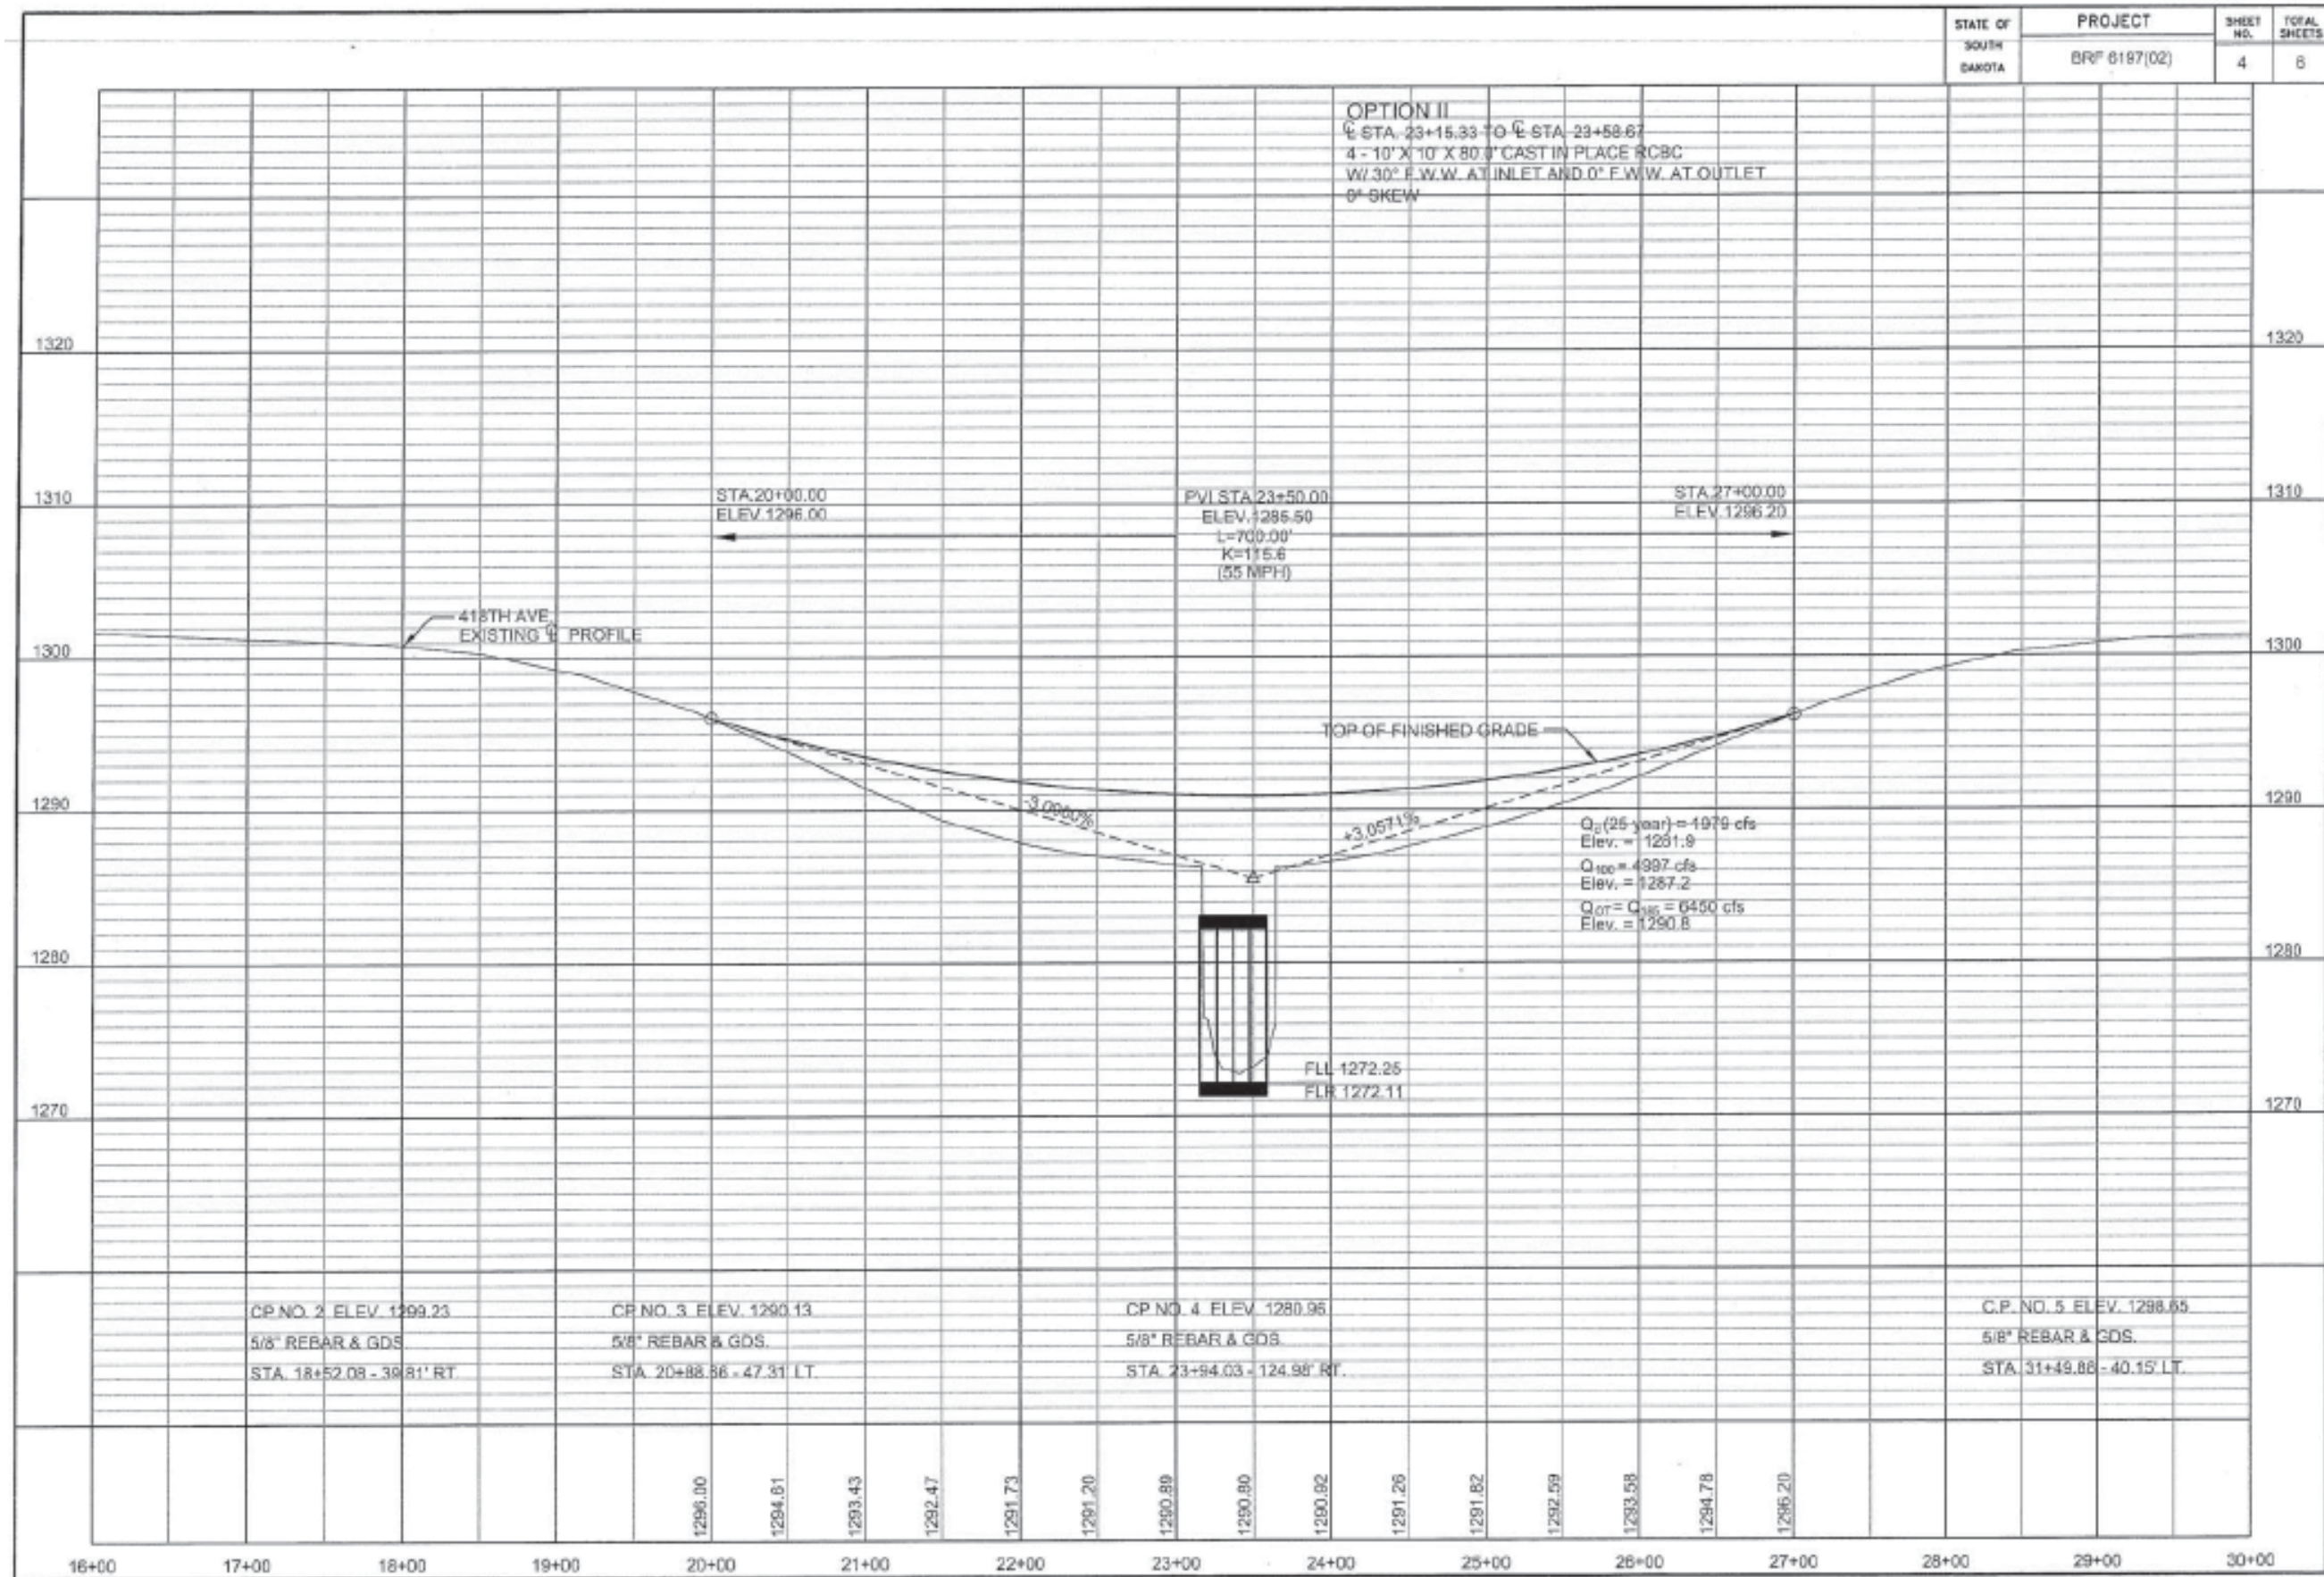 STATE OF SOUTH DAKOTA
PROJECT
BRF 6197(02)
SHEET NO.
4
TOTAL SHEETS
6
OPTION II
℄ STA. 23+15.33 TO ℄ STA. 23+58.67
4 - 10' X 10' X 80.0' CAST IN PLACE RCBC
W/ 30° F.W.W. AT INLET AND 0° F.W.W. AT OUTLET
0° SKEW
1320
1320
1310
1310
STA.20+00.00
ELEV.1296.00
PVI STA.23+50.00
ELEV.1285.50
L=700.00'
K=115.6
(55 MPH)
STA.27+00.00
ELEV.1296.20
418TH AVE
EXISTING ℄ PROFILE
1300
1300
TOP OF FINISHED GRADE
1290
1290
-3.0000%
+3.0571%
Qd (25 year) = 1979 cfs
Elev. = 1281.9
Q100 = 4997 cfs
Elev. = 1287.2
QOT = = 6450 cfs
Elev. = 1290.8
1280
1280
FLL 1272.25
FLR 1272.11
1270
1270
CP NO. 2 ELEV. 1299.23
5/8" REBAR & GDS.
STA. 18+52.08 - 39.81' RT.
CP NO. 3 ELEV. 1290.13
5/8" REBAR & GDS.
STA. 20+88.86 - 47.31' LT.
CP NO. 4 ELEV. 1280.96
5/8" REBAR & GDS.
STA. 23+94.03 - 124.98' RT.
C.P. NO. 5 ELEV. 1298.65
5/8" REBAR & GDS.
STA. 31+49.86 - 40.15' LT.
1296.00
1294.61
1293.43
1292.47
1291.73
1291.20
1290.89
1290.80
1290.92
1291.26
1291.82
1292.59
1293.58
1294.78
1296.20
16+00
17+00
18+00
19+00
20+00
21+00
22+00
23+00
24+00
25+00
26+00
27+00
28+00
29+00
30+00